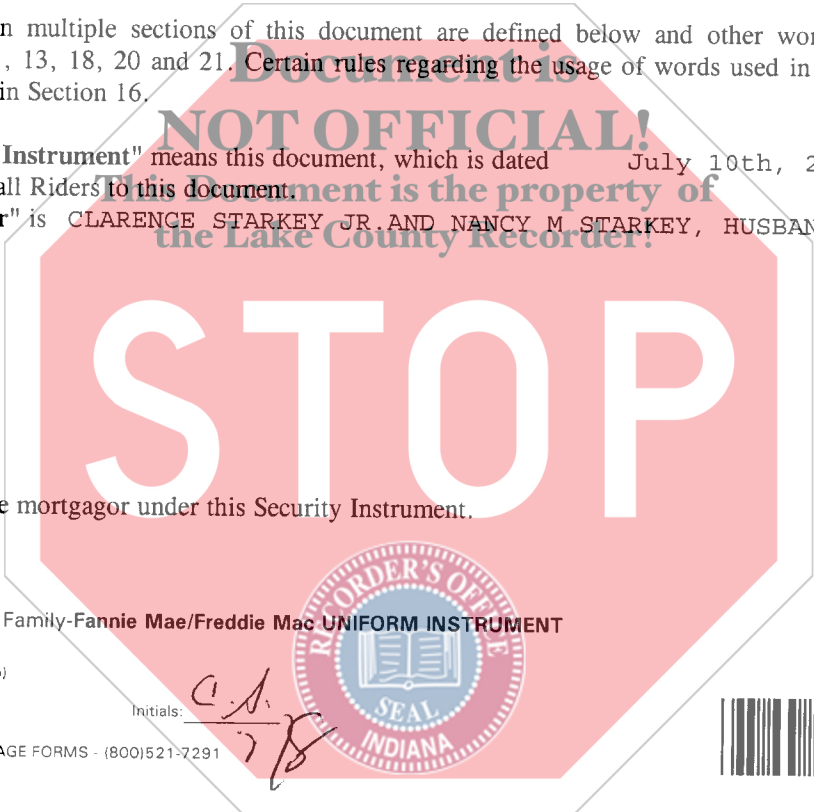 n multiple sections of this document are defined below and other wor
, 13, 18, 20 and 21. Certain rules regarding the usage of words used in
in Section 16.
Document is
NOT OFFICIAL!
This Document is the property of
the Lake County Recorder!
Instrument" means this document, which is dated July 10th, 2
all Riders to this document.
r" is CLARENCE STARKEY JR.AND NANCY M STARKEY, HUSBAN
STOP
e mortgagor under this Security Instrument.
RECORDER'S OFFICE
SEAL
INDIANA
Family-Fannie Mae/Freddie Mac UNIFORM INSTRUMENT
Initials: C.S.
AGE FORMS - (800)521-7291